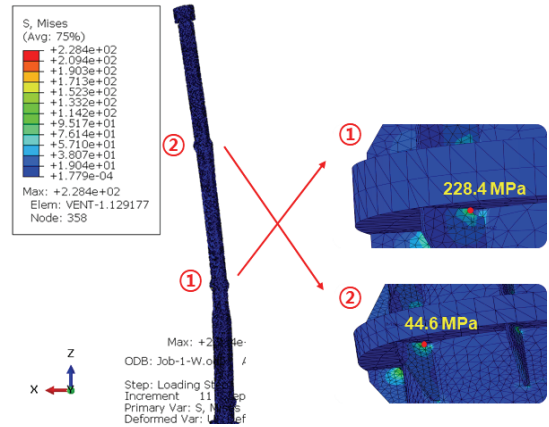 S, Mises
(Avg: 75%)
+2.284e+02
+2.094e+02
+1.903e+02
+1.713e+02
+1.523e+02
+1.332e+02
+1.142e+02
+9.517e+01
+7.614e+01
+5.710e+01
+3.807e+01
+1.904e+01
+1.779e-04
Max: +2.284e+02
Elem: VENT-1.129177
Node: 358
②
①
①
228.4 MPa
②
44.6 MPa
Z
X
Y
Max:
ODB:
Step: Loading
Increment 11
Primary Var: S,
Deformed Var: